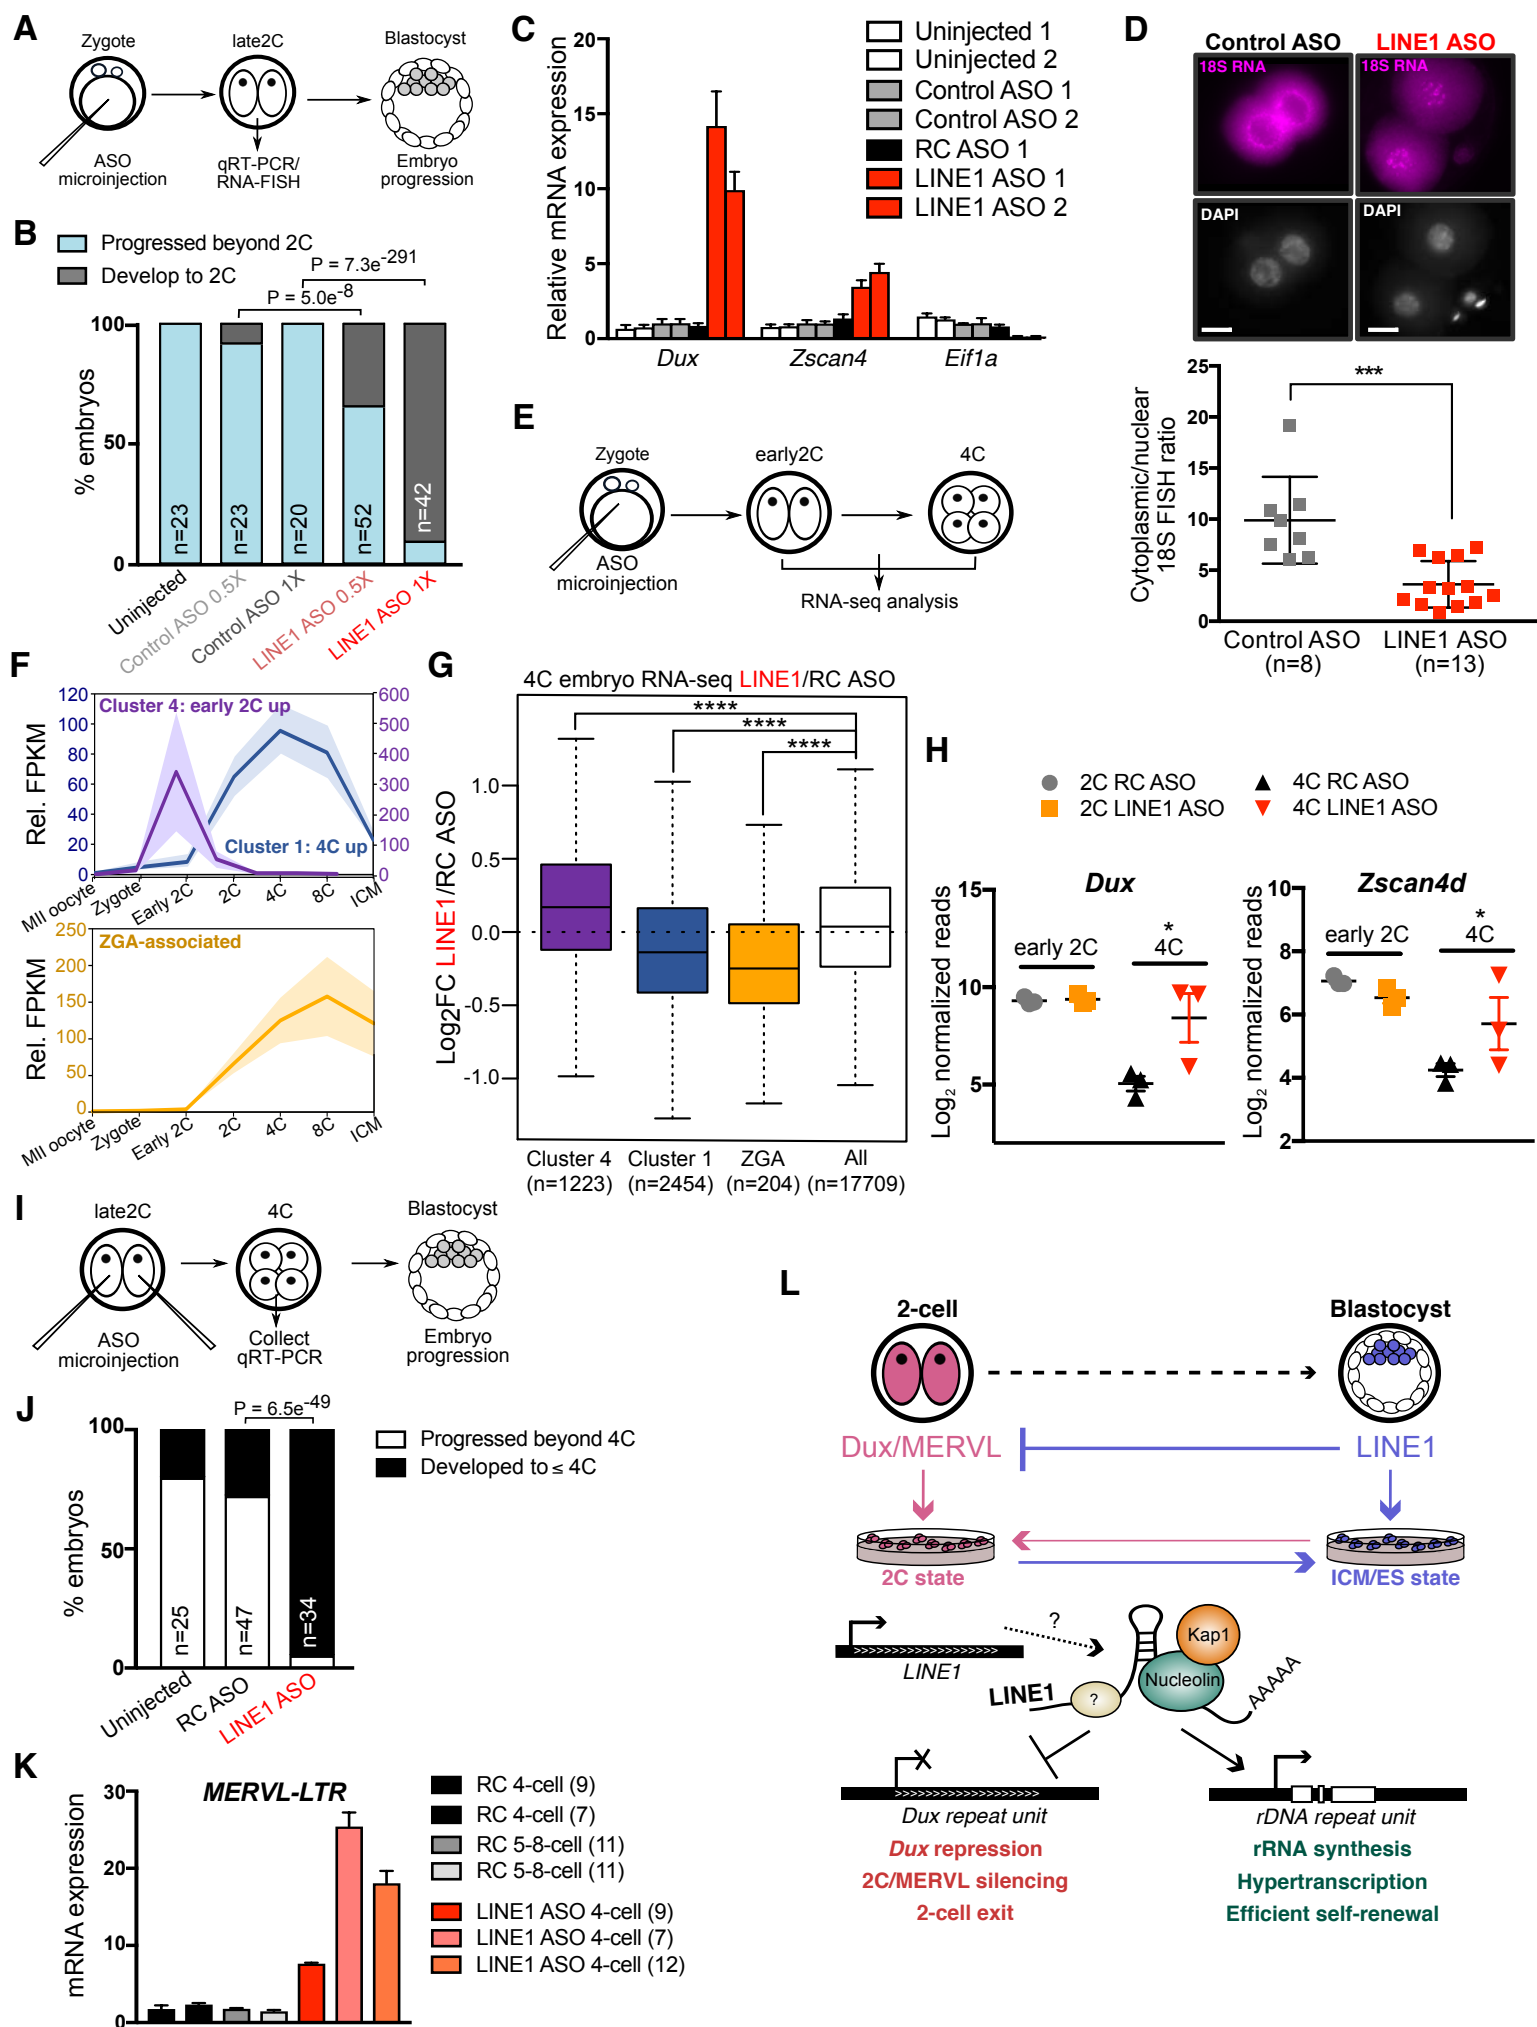 A
Zygote
late2C
Blastocyst
ASO
microinjection
qRT-PCR/
RNA-FISH
Embryo
progression
B
Progressed beyond 2C
Develop to 2C
P = 7.3e-291
P = 5.0e-8
% embryos
100
50
0
n=23
n=23
n=20
n=52
n=42
Uninjected
Control ASO 0.5X
Control ASO 1X
LINE1 ASO 0.5X
LINE1 ASO 1X
C
Relative mRNA expression
20
15
10
5
0
Dux
Zscan4
Eif1a
Uninjected 1
Uninjected 2
Control ASO 1
Control ASO 2
RC ASO 1
LINE1 ASO 1
LINE1 ASO 2
D
Control ASO
LINE1 ASO
18S RNA
18S RNA
DAPI
DAPI
Cytoplasmic/nuclear
18S FISH ratio
25
20
15
10
5
0
***
Control ASO
(n=8)
LINE1 ASO
(n=13)
E
Zygote
early2C
4C
ASO
microinjection
RNA-seq analysis
F
Rel. FPKM
120
100
80
60
40
20
0
600
500
400
300
200
100
0
Cluster 4: early 2C up
Cluster 1: 4C up
MII oocyte
Zygote
Early 2C
2C
4C
8C
ICM
Rel. FPKM
250
200
150
100
50
0
ZGA-associated
MII oocyte
Zygote
Early 2C
2C
4C
8C
ICM
G
4C embryo RNA-seq LINE1/RC ASO
****
****
****
Log2FC LINE1/RC ASO
1.0
0.5
0.0
-0.5
-1.0
Cluster 4
(n=1223)
Cluster 1
(n=2454)
ZGA
(n=204)
All
(n=17709)
H
2C RC ASO
2C LINE1 ASO
4C RC ASO
4C LINE1 ASO
Dux
Log2 normalized reads
15
10
5
early 2C
*
4C
Zscan4d
Log2 normalized reads
10
8
6
4
2
early 2C
*
4C
I
late2C
4C
Blastocyst
ASO
microinjection
Collect
qRT-PCR
Embryo
progression
J
P = 6.5e-49
% embryos
100
50
0
n=25
n=47
n=34
Uninjected
RC ASO
LINE1 ASO
Progressed beyond 4C
Developed to ≤ 4C
K
MERVL-LTR
mRNA expression
30
20
10
0
RC 4-cell (9)
RC 4-cell (7)
RC 5-8-cell (11)
RC 5-8-cell (11)
LINE1 ASO 4-cell (9)
LINE1 ASO 4-cell (7)
LINE1 ASO 4-cell (12)
L
2-cell
Blastocyst
Dux/MERVL
LINE1
2C state
ICM/ES state
>>>>>>>>>>>>>>>>>>>>
LINE1
?
LINE1
?
Nucleolin
Kap1
AAAAA
>>>>>>>>>>>>>>>>>>>>
Dux repeat unit
Dux repression
2C/MERVL silencing
2-cell exit
rDNA repeat unit
rRNA synthesis
Hypertranscription
Efficient self-renewal